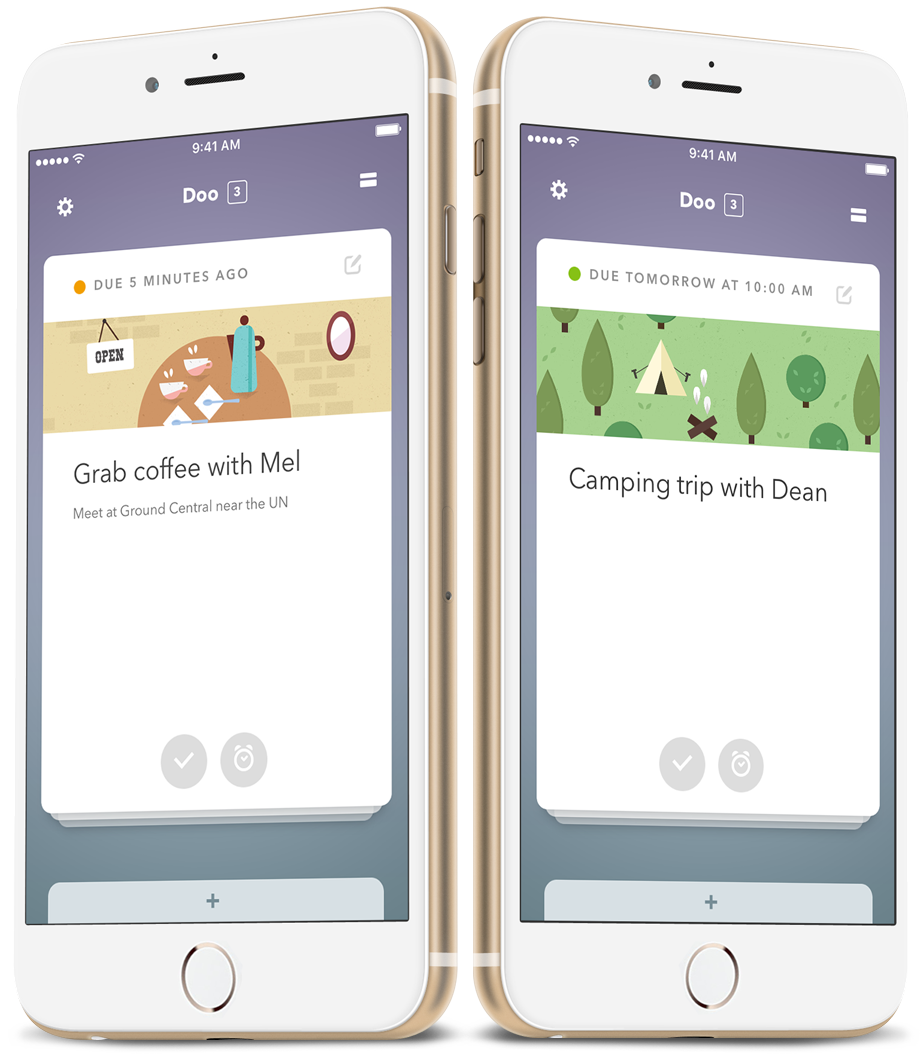 9:41 AM
Doo 3
DUE 5 MINUTES AGO
OPEN
Grab coffee with Mel
Meet at Ground Central near the UN
+
9:41 AM
Doo 3
DUE TOMORROW AT 10:00 AM
Camping trip with Dean
+